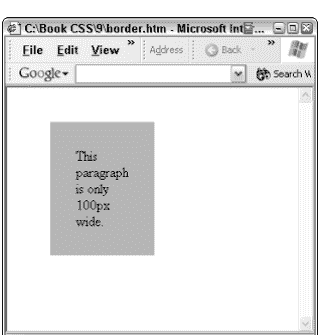 C:\Book CSS\9\border.htm - Microsoft Int...
File Edit View » Address Back »
Google Search W
This
paragraph
is only
100px
wide.